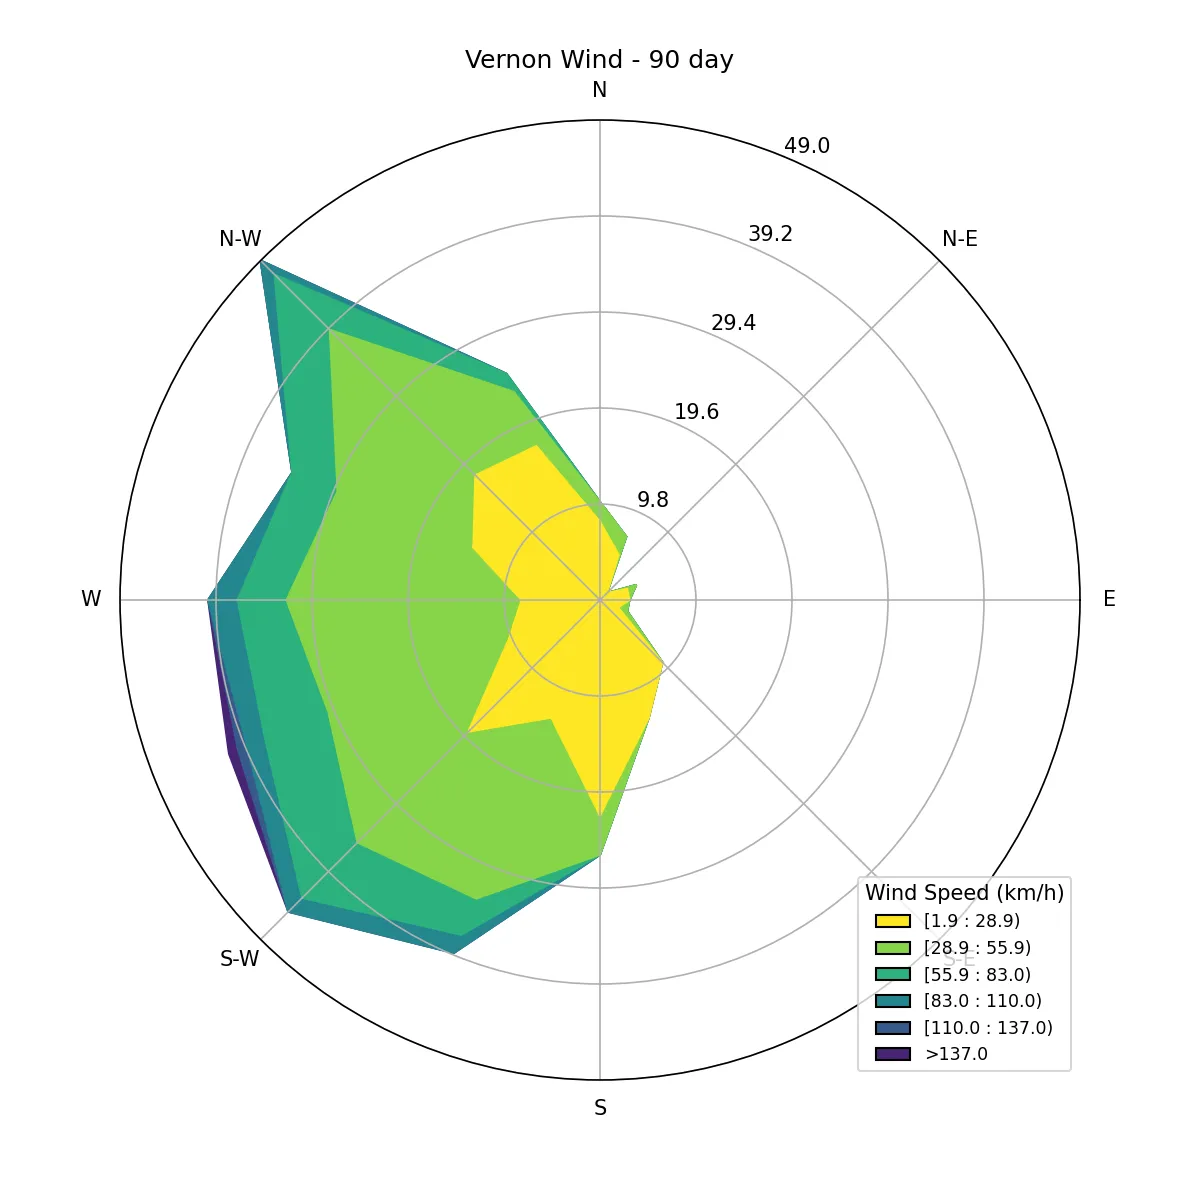 Vernon Wind - 90 day
N
49.0
39.2
N-W
N-E
29.4
19.6
9.8
W
E
Wind Speed (km/h)
[1.9 : 28.9)
[28.9 : 55.9)
S-W
S-E
[55.9 : 83.0)
[83.0 : 110.0)
[110.0 : 137.0)
>137.0
S